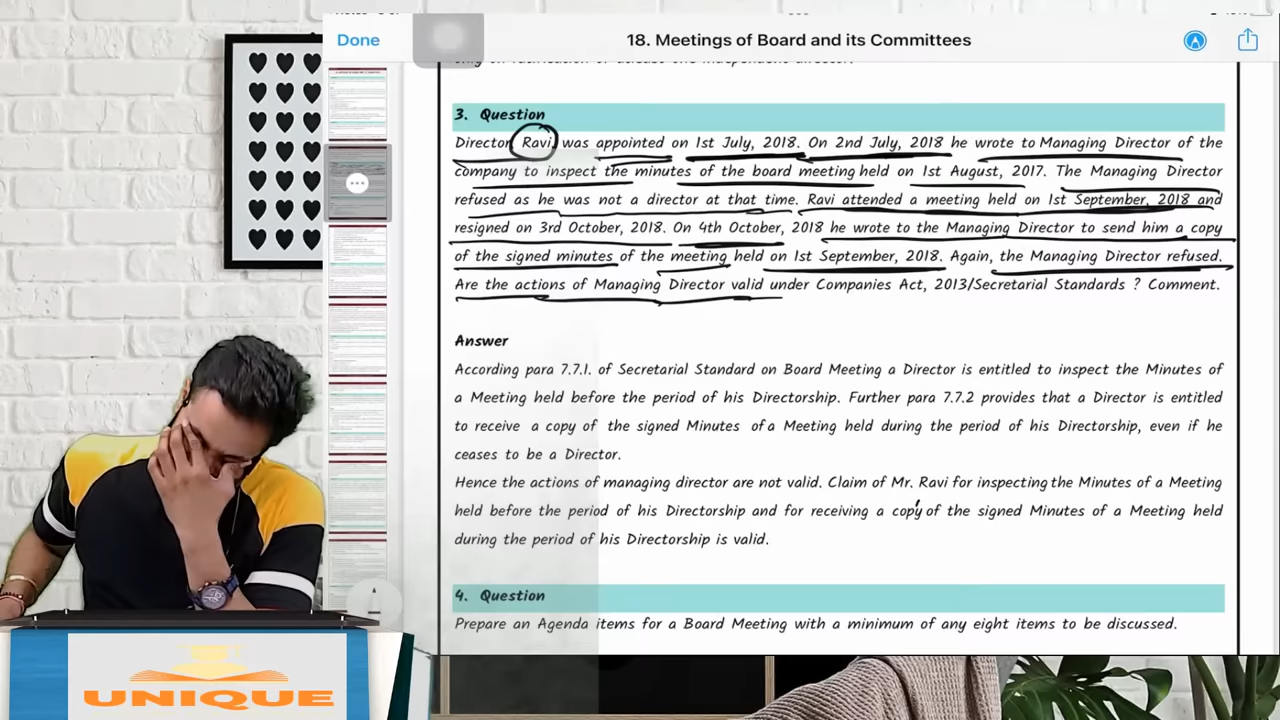 Done
18. Meetings of Board and its Committees
3. Question
Director Ravi was appointed on 1st July, 2018. On 2nd July, 2018 he wrote to Managing Director of the
company to inspect the minutes of the board meeting held on 1st August, 2017. The Managing Director
refused as he was not a director at that time. Ravi attended a meeting held on 1st September, 2018 and
resigned on 3rd October, 2018. On 4th October 2018 he wrote to the Managing Director to send him a copy
of the signed minutes of the meeting held 1st September, 2018. Again, the Managing Director
Are the actions of Managing Director valid per Companies Act, 2013/Secretarial Standards ? Comment.
Answer
According para 7.7.1. of Secretarial Standard on Board Meeting a Director is entitled to inspect the Minutes of
a Meeting held before the period of his Directorship. Further para 7.7.2 provides that a Director is entitled
to receive a copy of the signed Minutes of a Meeting held during the period of his Directorship, even if he
ceases to be a Director.
Hence the actions of managing director are not valid. Claim of Mr. Ravi for inspecting the Minutes of a Meeting
held before the period of his Directorship and for receiving a copy of the signed Minutes of a Meeting held
during the period of his Directorship is valid.
4. Question
Prepare an Agenda items for a Board Meeting with a minimum of any eight items to be discussed.
UNIQUE